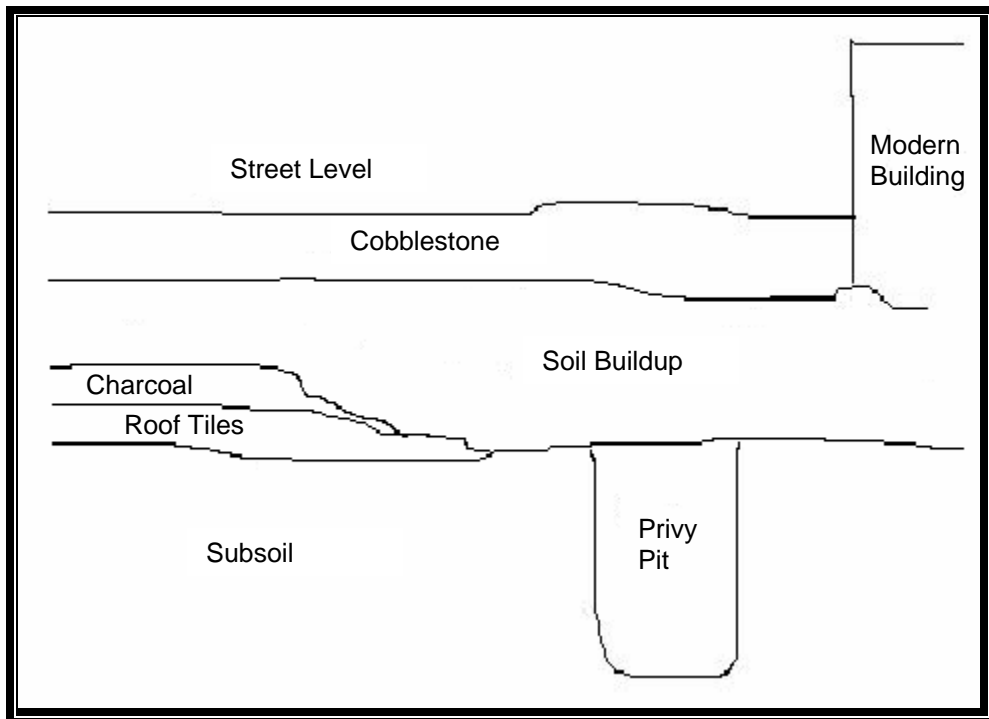 Modern
Building
Street Level
Cobblestone
Soil Buildup
Charcoal
Roof Tiles
Privy
Pit
Subsoil